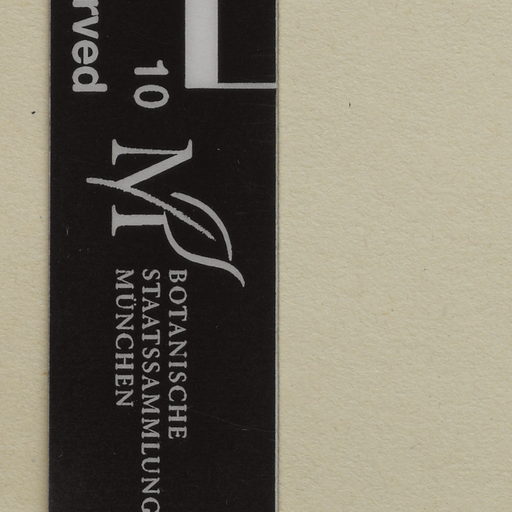 rved
10
BOTANISCHE
STAATSSAMMLUNG
MÜNCHEN